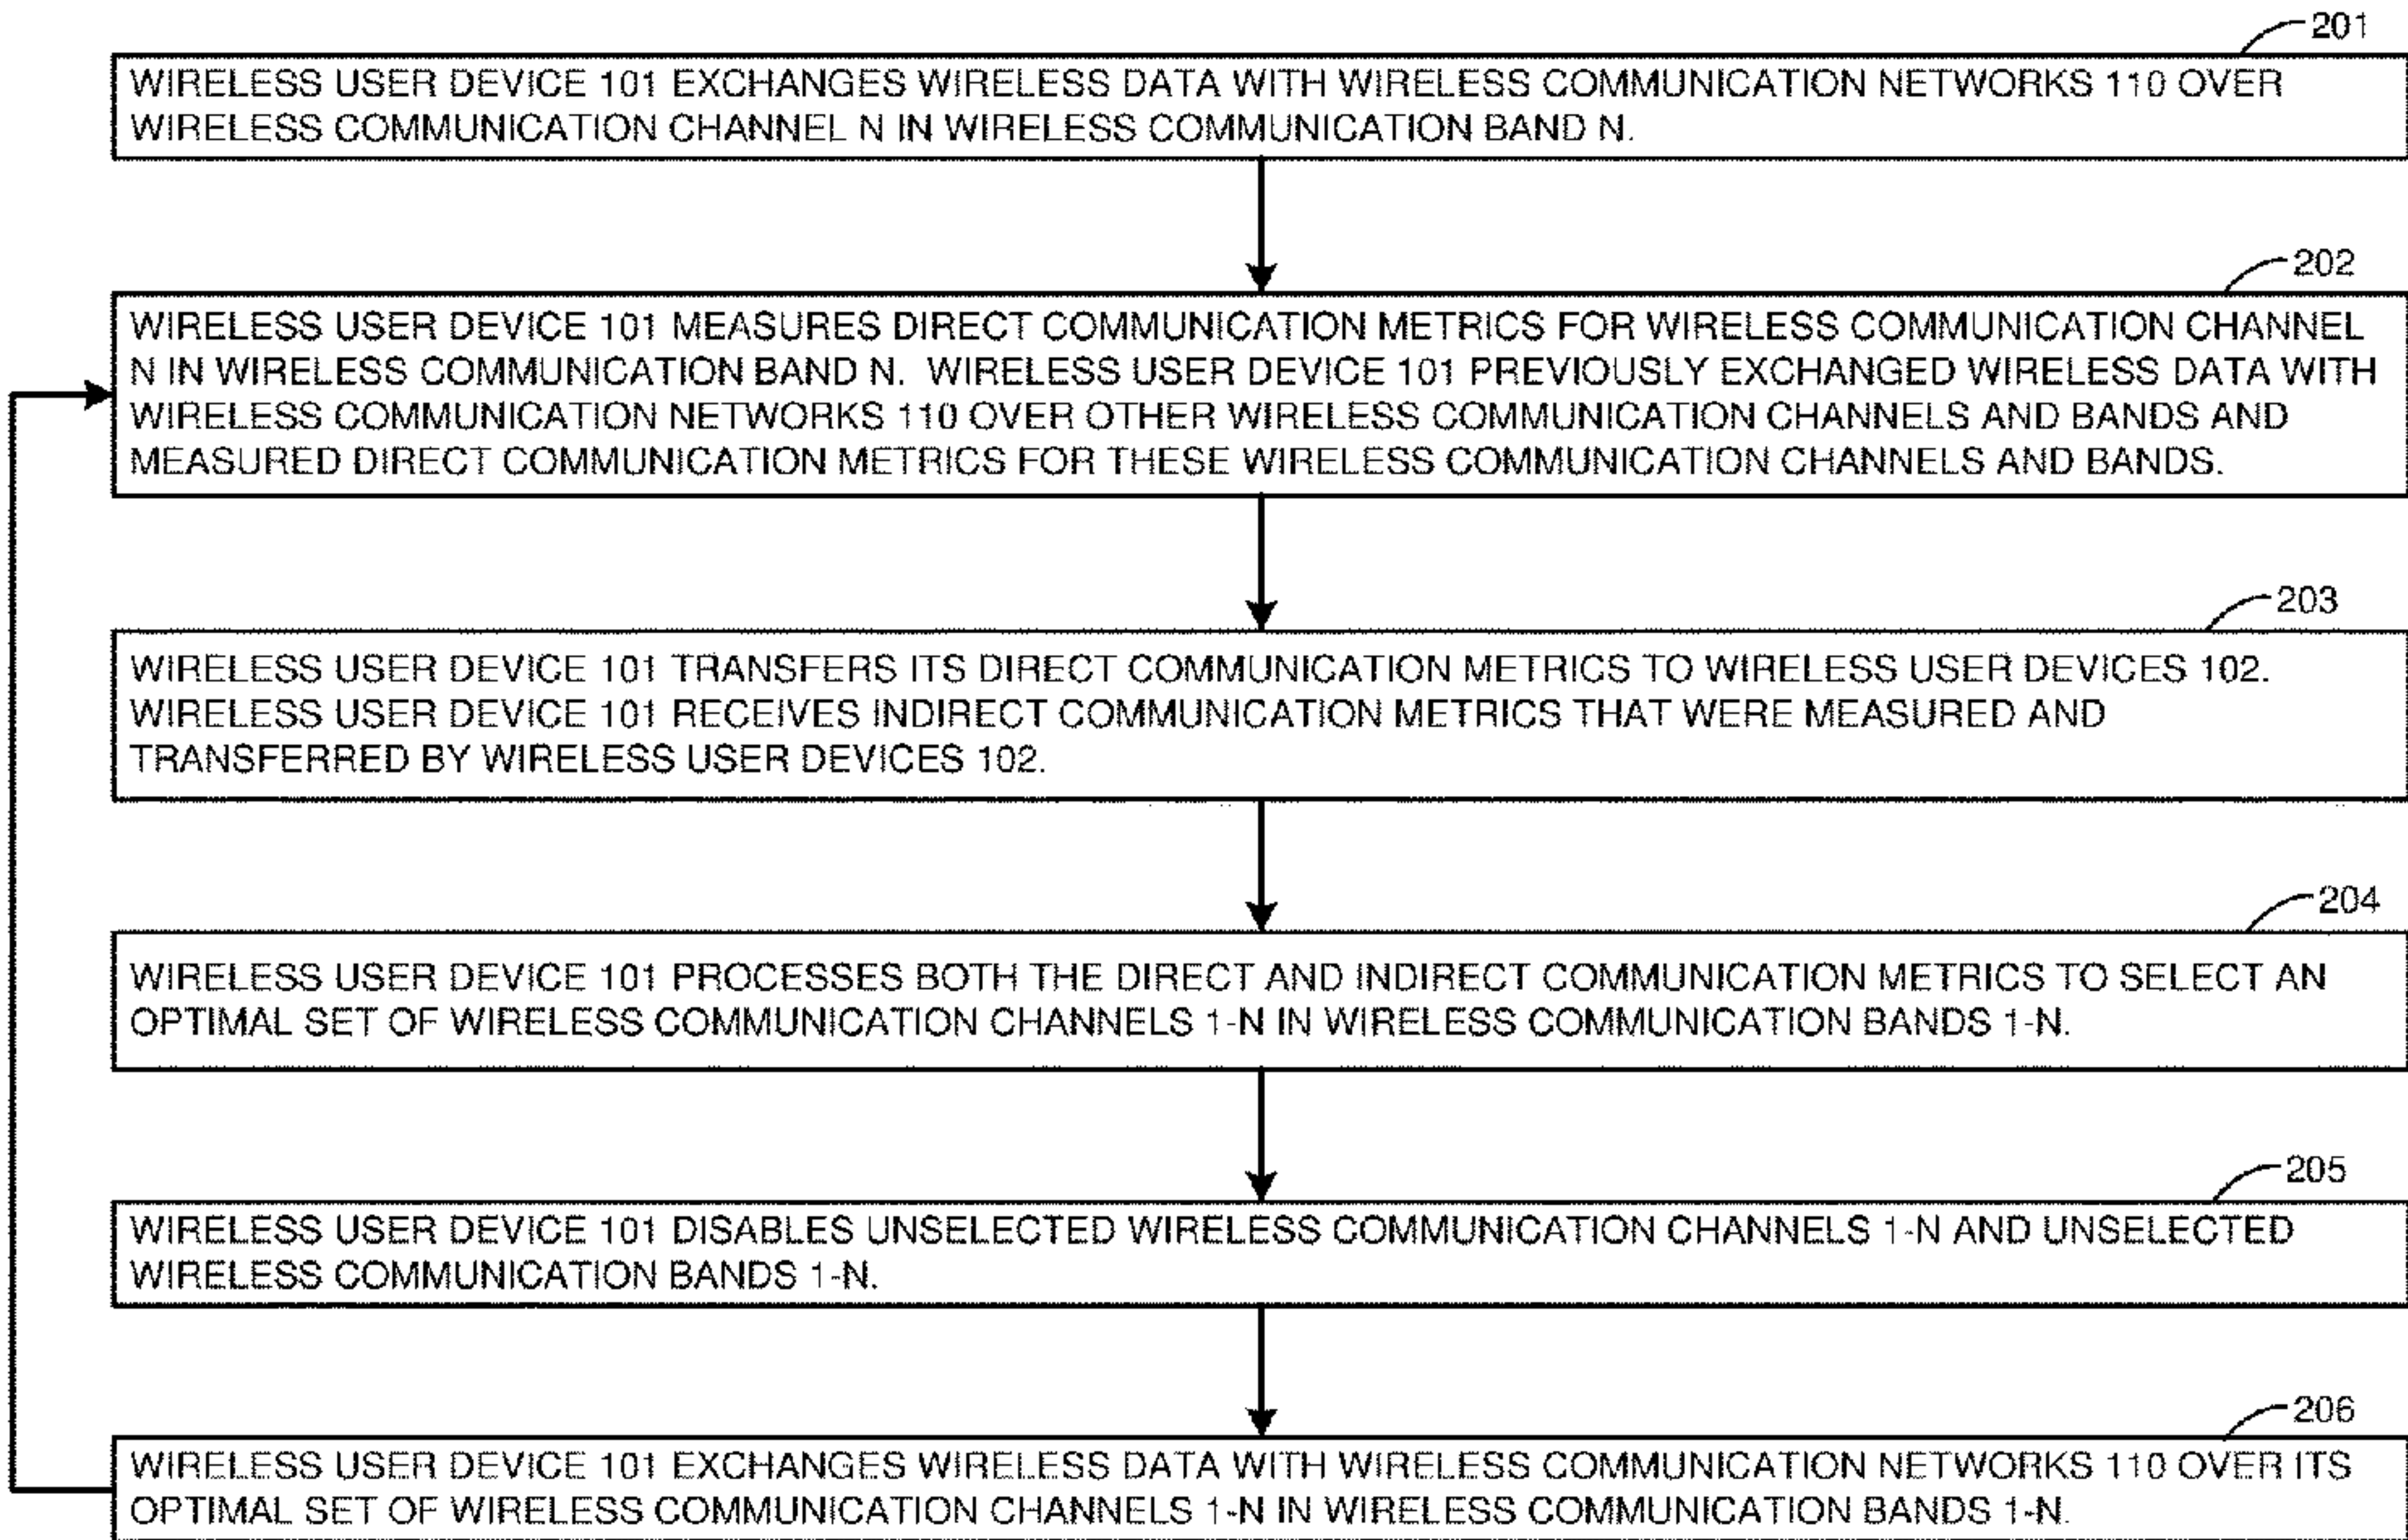 201
WIRELESS USER DEVICE 101 EXCHANGES WIRELESS DATA WITH WIRELESS COMMUNICATION NETWORKS 110 OVER
WIRELESS COMMUNICATION CHANNEL N IN WIRELESS COMMUNICATION BAND N.
202
WIRELESS USER DEVICE 101 MEASURES DIRECT COMMUNICATION METRICS FOR WIRELESS COMMUNICATION CHANNEL
N IN WIRELESS COMMUNICATION BAND N. WIRELESS USER DEVICE 101 PREVIOUSLY EXCHANGED WIRELESS DATA WITH
WIRELESS COMMUNICATION NETWORKS 110 OVER OTHER WIRELESS COMMUNICATION CHANNELS AND BANDS AND
MEASURED DIRECT COMMUNICATION METRICS FOR THESE WIRELESS COMMUNICATION CHANNELS AND BANDS.
203
WIRELESS USER DEVICE 101 TRANSFERS ITS DIRECT COMMUNICATION METRICS TO WIRELESS USER DEVICES 102.
WIRELESS USER DEVICE 101 RECEIVES INDIRECT COMMUNICATION METRICS THAT WERE MEASURED AND
TRANSFERRED BY WIRELESS USER DEVICES 102.
204
WIRELESS USER DEVICE 101 PROCESSES BOTH THE DIRECT AND INDIRECT COMMUNICATION METRICS TO SELECT AN
OPTIMAL SET OF WIRELESS COMMUNICATION CHANNELS 1-N IN WIRELESS COMMUNICATION BANDS 1-N.
205
WIRELESS USER DEVICE 101 DISABLES UNSELECTED WIRELESS COMMUNICATION CHANNELS 1-N AND UNSELECTED
WIRELESS COMMUNICATION BANDS 1-N.
206
WIRELESS USER DEVICE 101 EXCHANGES WIRELESS DATA WITH WIRELESS COMMUNICATION NETWORKS 110 OVER ITS
OPTIMAL SET OF WIRELESS COMMUNICATION CHANNELS 1-N IN WIRELESS COMMUNICATION BANDS 1-N.